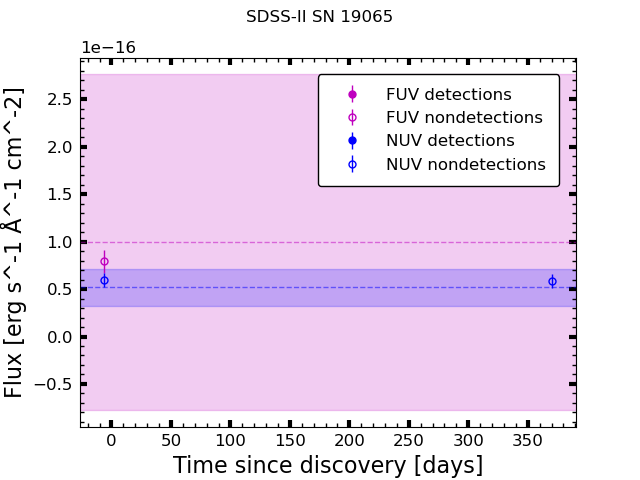 SDSS-II SN 19065
1e−16
Flux [erg s^-1 Å^-1 cm^-2]
2.5
2.0
1.5
1.0
0.5
0.0
−0.5
FUV detections
FUV nondetections
NUV detections
NUV nondetections
0 50 100 150 200 250 300 350
Time since discovery [days]